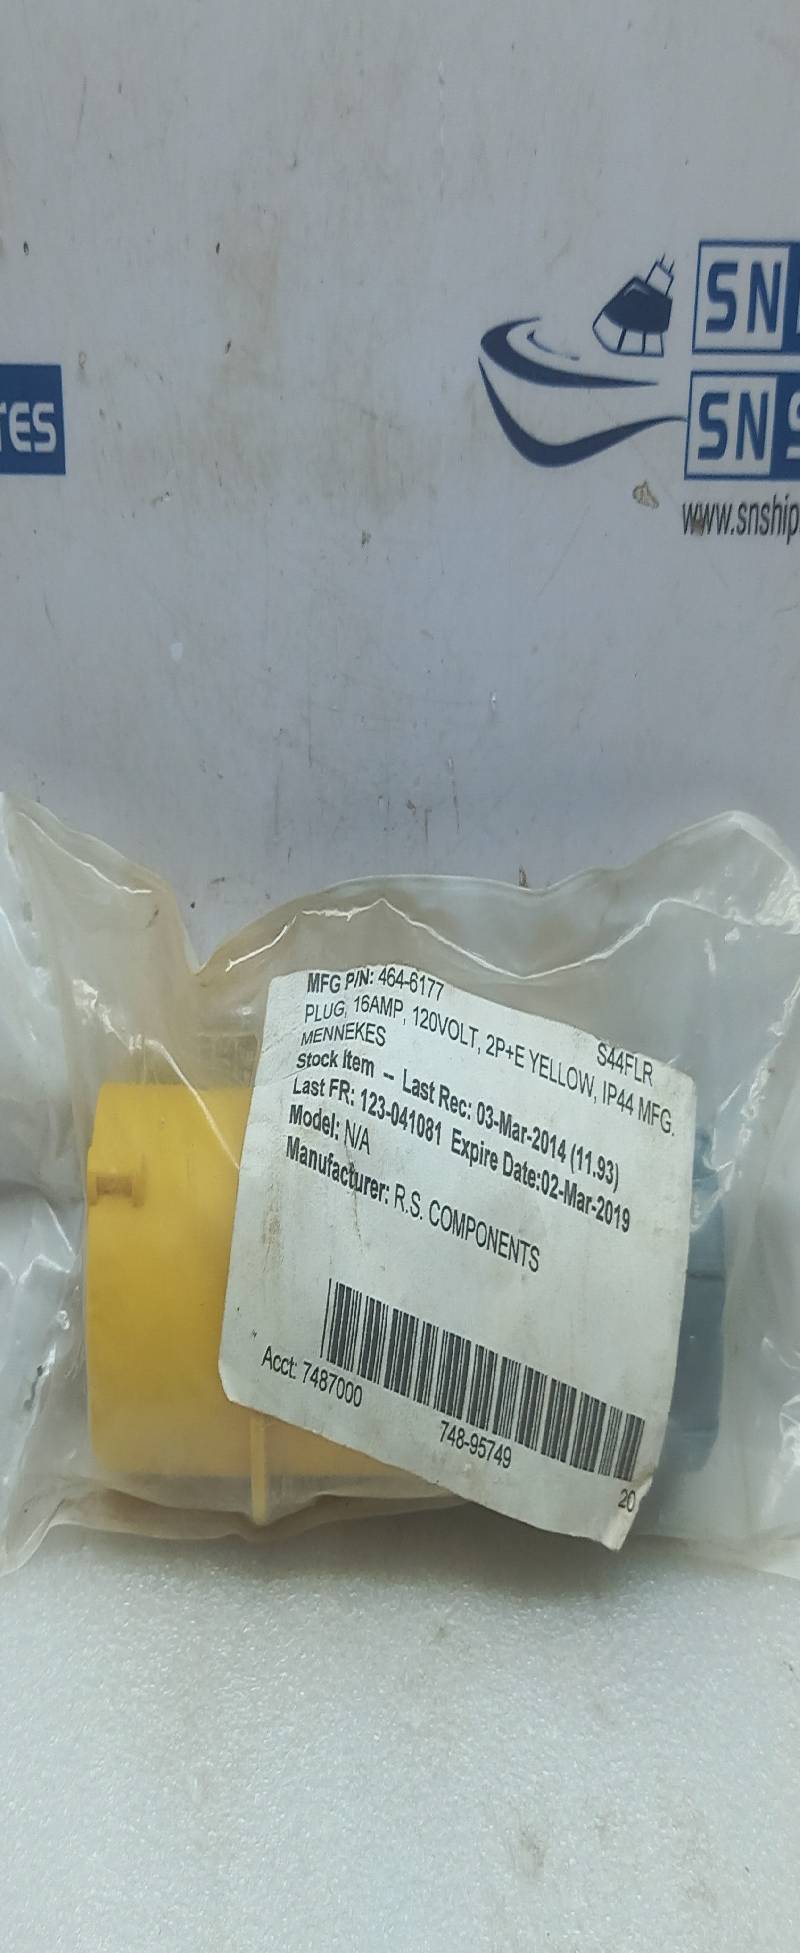 SN
TES
SN S
www.snship
MFG P/N: 464-6177
S44FLR
PLUG, 16AMP, 120VOLT, 2P+E YELLOW, IP44 MFG.
MENNEKES
Stock Item – Last Rec: 03-Mar-2014 (11.93)
Last FR: 123-041081 Expire Date:02-Mar-2019
Model: N/A
Manufacturer: R.S. COMPONENTS
Acct: 7487000
748-95749
20